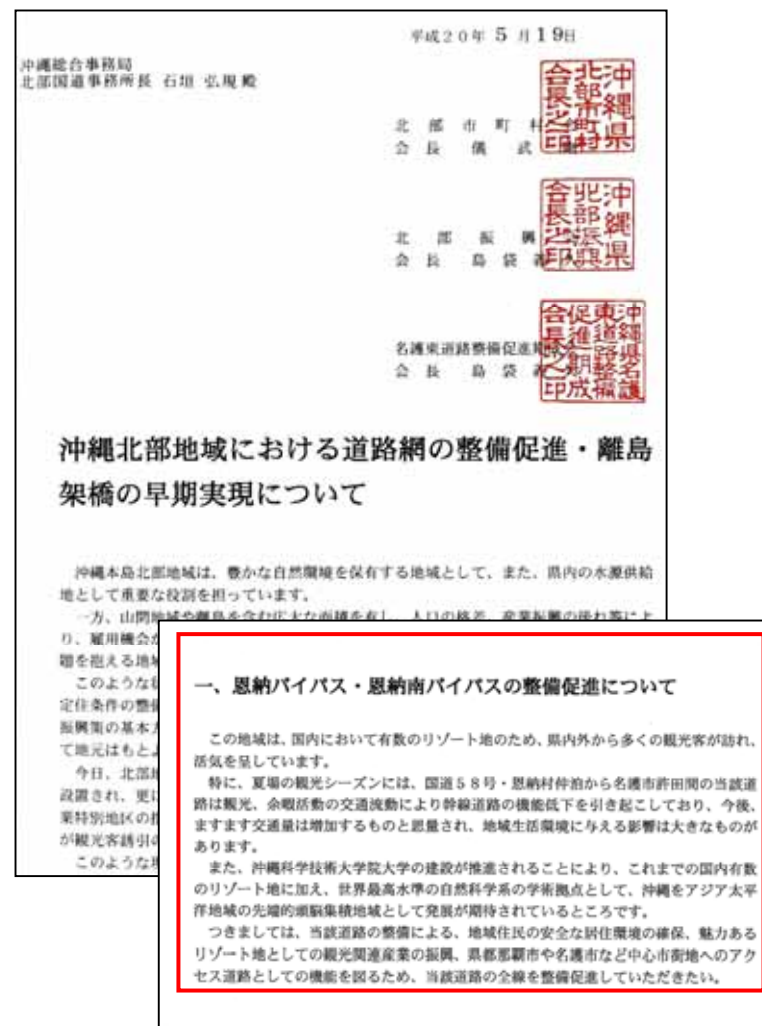 平成20年 5 月19日
沖縄総合事務局
北部国道事務所長 石垣 弘規 殿
沖縄県
北部市町村
会長之印
北 部 市 町 村
会 長 儀 武
沖縄県
北部振興
会長之印
北 部 振 興
会 長 島 袋
沖縄県名護
東道路整備
促進期成
会長之印
名護東道路整備促進期
会 長 島 袋
沖縄北部地域における道路網の整備促進・離島
架橋の早期実現について
沖縄本島北部地域は、豊かな自然環境を保有する地域として、また、県内の水源供給
地として重要な役割を担っています。
一方、山間地域や離島を含む広大な面積を有し、人口の格差、産業振興の後れ等によ
り、雇用機会が
題を抱える地域
このような
定住条件の整備
振興策の基本
て地元はもとよ
今日、北部
設置され、更に
業特別地区の
が観光客誘引の
このような
一、恩納バイパス・恩納南バイパスの整備促進について
この地域は、国内において有数のリゾート地のため、県内外から多くの観光客が訪れ、
活気を呈しています。
特に、夏場の観光シーズンには、国道58号・恩納村仲泊から名護市許田間の当該道
路は観光、余暇活動の交通流動により幹線道路の機能低下を引き起こしており、今後、
ますます交通量は増加するものと思量され、地域生活環境に与える影響は大きなものが
あります。
また、沖縄科学技術大学院大学の建設が推進されることにより、これまでの国内有数
のリゾート地に加え、世界最高水準の自然科学系の学術拠点として、沖縄をアジア太平
洋地域の先端的頭脳集積地域として発展が期待されているところです。
つきましては、当該道路の整備による、地域住民の安全な居住環境の確保、魅力ある
リゾート地としての観光関連産業の振興、県都那覇市や名護市など中心市街地へのアク
セス道路としての機能を図るため、当該道路の全線を整備促進していただきたい。